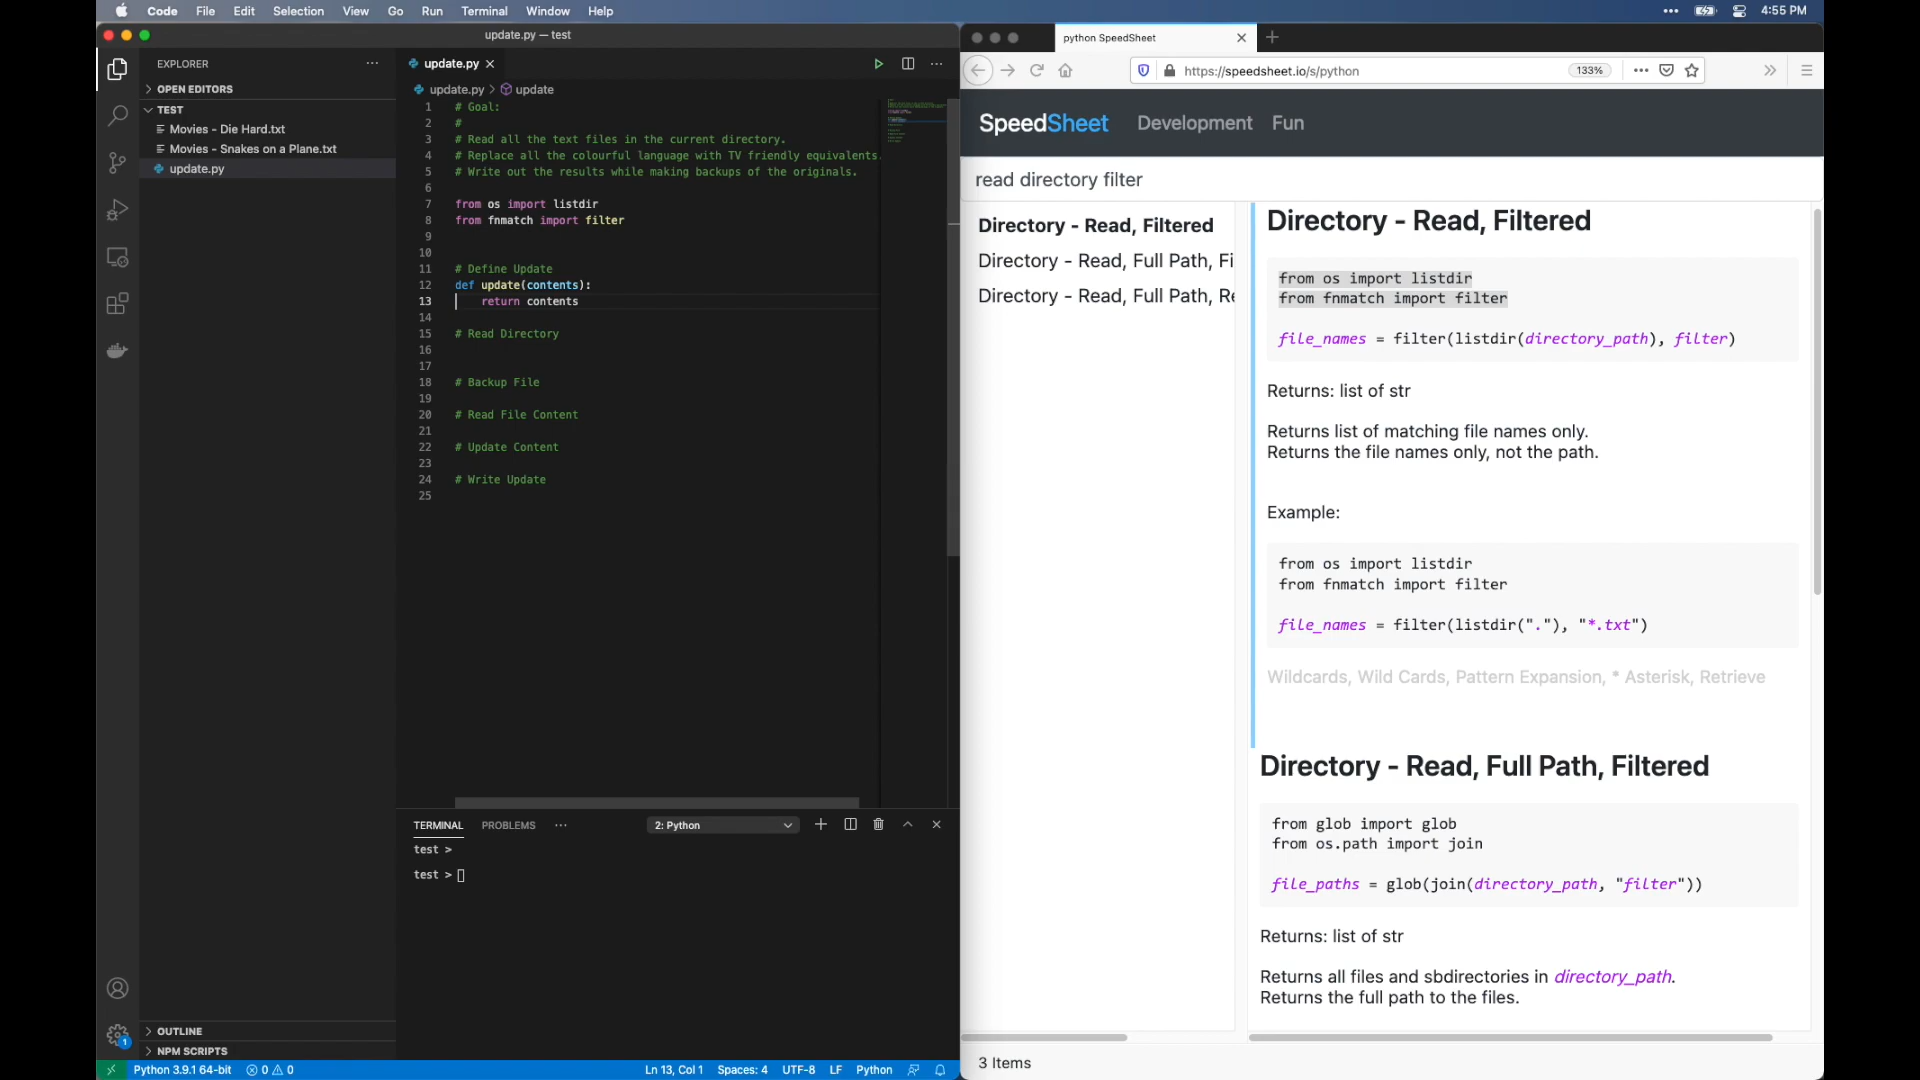 Code File Edit Selection View Go Run Terminal Window Help
4:55 PM
update.py — test
EXPLORER
OPEN EDITORS
TEST
Movies - Die Hard.txt
Movies - Snakes on a Plane.txt
update.py
OUTLINE
NPM SCRIPTS
update.py
update.py > update
1 # Goal:
2 #
3 # Read all the text files in the current directory.
4 # Replace all the colourful language with TV friendly equivalents.
5 # Write out the results while making backups of the originals.
6
7 from os import listdir
8 from fnmatch import filter
9
10
11 # Define Update
12 def update(contents):
13 return contents
14
15 # Read Directory
16
17
18 # Backup File
19
20 # Read File Content
21
22 # Update Content
23
24 # Write Update
25
TERMINAL PROBLEMS ... 2: Python
test >
test >
1
Python 3.9.1 64-bit 0 0 Ln 13, Col 1 Spaces: 4 UTF-8 LF Python
python SpeedSheet
https://speedsheet.io/s/python 133%
SpeedSheet Development Fun
read directory filter
Directory - Read, Filtered
Directory - Read, Full Path, Fi
Directory - Read, Full Path, Re
Directory - Read, Filtered
from os import listdir
from fnmatch import filter
file_names = filter(listdir(directory_path), filter)
Returns: list of str
Returns list of matching file names only.
Returns the file names only, not the path.
Example:
from os import listdir
from fnmatch import filter
file_names = filter(listdir("."), "*.txt")
Wildcards, Wild Cards, Pattern Expansion, * Asterisk, Retrieve
Directory - Read, Full Path, Filtered
from glob import glob
from os.path import join
file_paths = glob(join(directory_path, "filter"))
Returns: list of str
Returns all files and sbdirectories in directory_path.
Returns the full path to the files.
3 Items